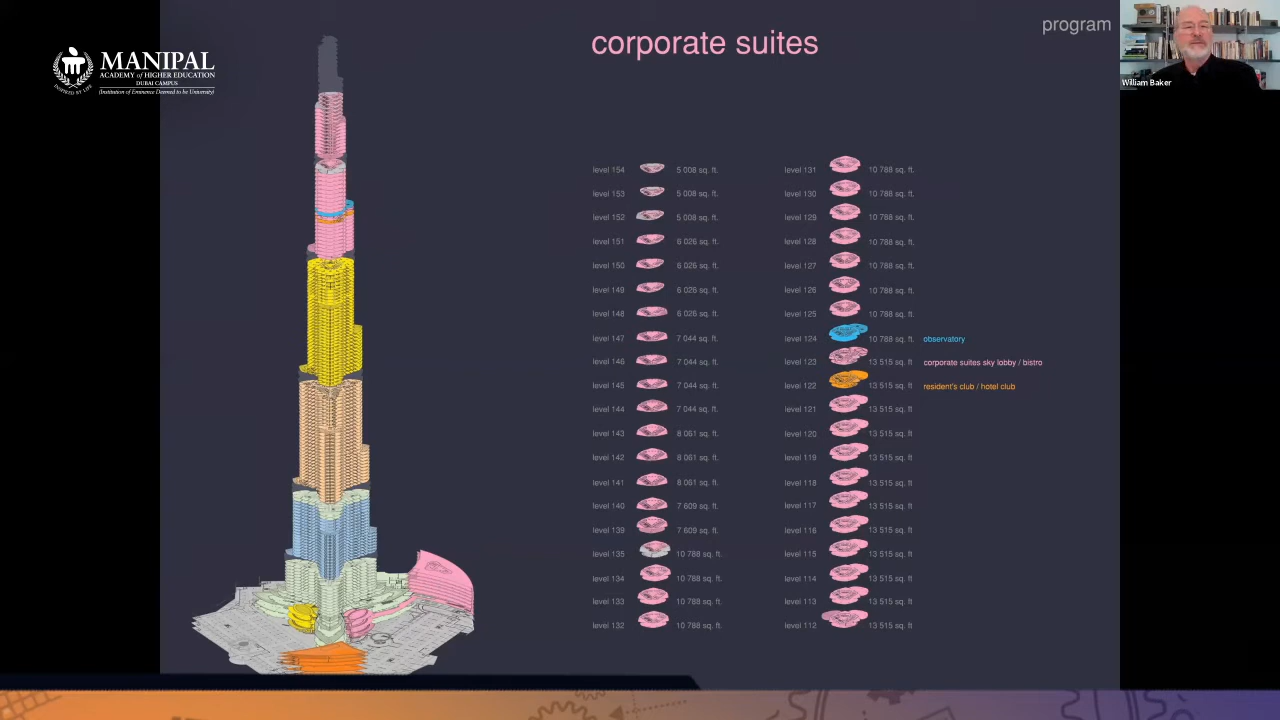 MANIPAL
ACADEMY of HIGHER EDUCATION
DUBAI CAMPUS
(Institution of Eminence Deemed to be University)
INSPIRED BY LIFE
corporate suites
program
William Baker
level 154 5 008 sq. ft.
level 153 5 008 sq. ft.
level 152 5 008 sq. ft.
level 151 6 026 sq. ft.
level 150 6 026 sq. ft.
level 149 6 026 sq. ft.
level 148 6 026 sq. ft.
level 147 7 044 sq. ft.
level 146 7 044 sq. ft.
level 145 7 044 sq. ft.
level 144 7 044 sq. ft.
level 143 8 061 sq. ft.
level 142 8 061 sq. ft.
level 141 8 061 sq. ft.
level 140 7 609 sq. ft.
level 139 7 609 sq. ft.
level 135 10 788 sq. ft.
level 134 10 788 sq. ft.
level 133 10 788 sq. ft.
level 132 10 788 sq. ft.
level 131 10 788 sq. ft.
level 130 10 788 sq. ft.
level 129 10 788 sq. ft.
level 128 10 788 sq. ft.
level 127 10 788 sq. ft.
level 126 10 788 sq. ft.
level 125 10 788 sq. ft.
level 124 10 788 sq. ft. observatory
level 123 13 515 sq. ft corporate suites sky lobby / bistro
level 122 13 515 sq. ft resident's club / hotel club
level 121 13 515 sq. ft
level 120 13 515 sq. ft
level 119 13 515 sq. ft
level 118 13 515 sq. ft
level 117 13 515 sq. ft
level 116 13 515 sq. ft
level 115 13 515 sq. ft
level 114 13 515 sq. ft
level 113 13 515 sq. ft
level 112 13 515 sq. ft